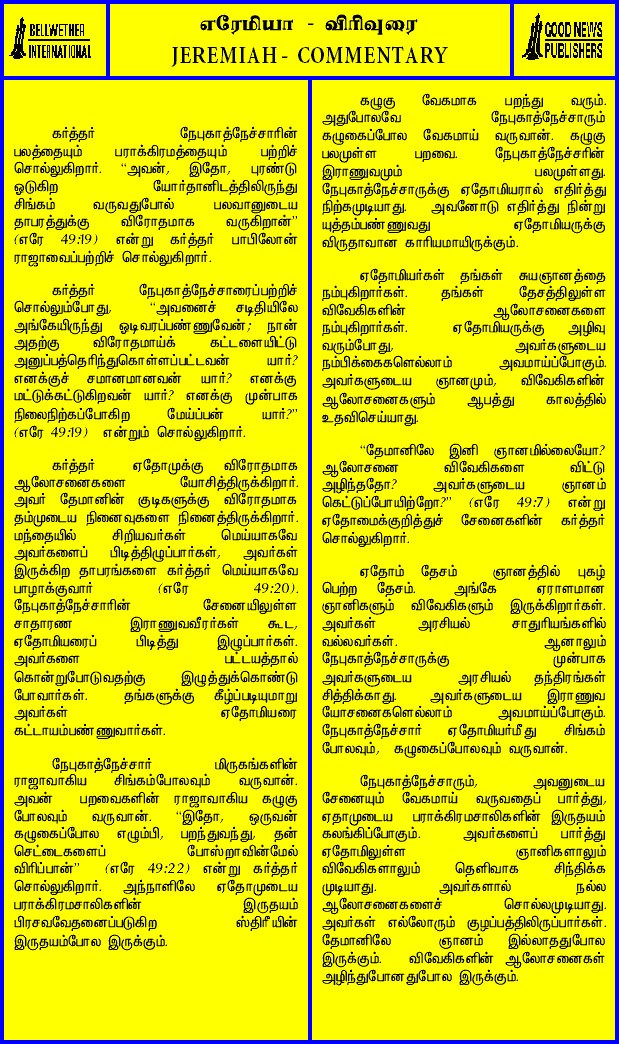 BELLWETHER
INTERNATIONAL
எரேமியா - விரிவுரை
JEREMIAH - COMMENTARY
GOOD NEWS
PUBLISHERS
கர்த்தர் நேபுகாத்நேச்சாரின்
பலத்தையும் பராக்கிரமத்தையும் பற்றிச்
சொல்லுகிறார். “அவன், இதோ, புரண்டு
ஓடுகிற யோர்தானிடத்திலிருந்து
சிங்கம் வருவதுபோல் பலவானுடைய
தாபரத்துக்கு விரோதமாக வருகிறான்”
(எரே 49:19) என்று கர்த்தர் பாபிலோன்
ராஜாவைப்பற்றிச் சொல்லுகிறார்.
கர்த்தர் நேபுகாத்நேச்சாரைப்பற்றிச்
சொல்லும்போது, “அவனைச் சடிதியிலே
அங்கேயிருந்து ஓடிவரப்பண்ணுவேன்; நான்
அதற்கு விரோதமாய்க் கட்டளையிட்டு
அனுப்பத்தெரிந்துகொள்ளப்பட்டவன் யார்?
எனக்குச் சமானமானவன் யார்? எனக்கு
மட்டுக்கட்டுகிறவன் யார்? எனக்கு முன்பாக
நிலைநிற்கப்போகிற மேய்ப்பன் யார்?”
(எரே 49:19) என்றும் சொல்லுகிறார்.
கர்த்தர் ஏதோமுக்கு விரோதமாக
ஆலோசனைகளை யோசித்திருக்கிறார்.
அவர் தேமானின் குடிகளுக்கு விரோதமாக
தம்முடைய நினைவுகளை நினைத்திருக்கிறார்.
மந்தையில் சிறியவர்கள் மெய்யாகவே
அவர்களைப் பிடித்திழுப்பார்கள், அவர்கள்
இருக்கிற தாபரங்களை கர்த்தர் மெய்யாகவே
பாழாக்குவார் (எரே 49:20).
நேபுகாத்நேச்சாரின் சேனையிலுள்ள
சாதாரண இராணுவவீரர்கள் கூட,
ஏதோமியரைப் பிடித்து இழுப்பார்கள்.
அவர்களை பட்டயத்தால்
கொன்றுபோடுவதற்கு இழுத்துக்கொண்டு
போவார்கள். தங்களுக்கு கீழ்ப்படியுமாறு
அவர்கள் ஏதோமியரை
கட்டாயம்பண்ணுவார்கள்.
நேபுகாத்நேச்சார் மிருகங்களின்
ராஜாவாகிய சிங்கம்போலவும் வருவான்.
அவன் பறவைகளின் ராஜாவாகிய கழுகு
போலவும் வருவான். “இதோ, ஒருவன்
கழுகைப்போல எழும்பி, பறந்துவந்து, தன்
செட்டைகளைப் போஸ்றாவின்மேல்
விரிப்பான்” (எரே 49:22) என்று கர்த்தர்
சொல்லுகிறார். அந்நாளிலே ஏதோமுடைய
பராக்கிரமசாலிகளின் இருதயம்
பிரசவவேதனைப்படுகிற ஸ்திரீயின்
இருதயம்போல இருக்கும்.
கழுகு வேகமாக பறந்து வரும்.
அதுபோலவே நேபுகாத்நேச்சாரும்
கழுகைப்போல வேகமாய் வருவான். கழுகு
பலமுள்ள பறவை. நேபுகாத்நேச்சரின்
இராணுவமும் பலமுள்ளது.
நேபுகாத்நேச்சாருக்கு ஏதோமியரால் எதிர்த்து
நிற்கமுடியாது. அவனோடு எதிர்த்து நின்று
யுத்தம்பண்ணுவது ஏதோமியருக்கு
விருதாவான காரியமாயிருக்கும்.
ஏதோமியர்கள் தங்கள் சுயஞானத்தை
நம்புகிறார்கள். தங்கள் தேசத்திலுள்ள
விவேகிகளின் ஆலோசனைகளை
நம்புகிறார்கள். ஏதோமியருக்கு அழிவு
வரும்போது, அவர்களுடைய
நம்பிக்கைகளெல்லாம் அவமாய்ப்போகும்.
அவர்களுடைய ஞானமும், விவேகிகளின்
ஆலோசனைகளும் ஆபத்து காலத்தில்
உதவிசெய்யாது.
“தேமானிலே இனி ஞானமில்லையோ?
ஆலோசனை விவேகிகளை விட்டு
அழிந்ததோ? அவர்களுடைய ஞானம்
கெட்டுப்போயிற்றோ?” (எரே 49:7) என்று
ஏதோமைக்குறித்துச் சேனைகளின் கர்த்தர்
சொல்லுகிறார்.
ஏதோம் தேசம் ஞானத்தில் புகழ்
பெற்ற தேசம். அங்கே ஏராளமான
ஞானிகளும் விவேகிகளும் இருக்கிறார்கள்.
அவர்கள் அரசியல் சாதுரியங்களில்
வல்லவர்கள். ஆனாலும்
நேபுகாத்நேச்சாருக்கு முன்பாக
அவர்களுடைய அரசியல் தந்திரங்கள்
சித்திக்காது. அவர்களுடைய இராணுவ
யோசனைகளெல்லாம் அவமாய்ப்போகும்.
நேபுகாத்நேச்சார் ஏதோமியர்மீது சிங்கம்
போலவும், கழுகைப்போலவும் வருவான்.
நேபுகாத்நேச்சாரும், அவனுடைய
சேனையும் வேகமாய் வருவதைப் பார்த்து,
ஏதாமுடைய பராக்கிரமசாலிகளின் இருதயம்
கலங்கிப்போகும். அவர்களைப் பார்த்து
ஏதோமிலுள்ள ஞானிகளாலும்
விவேகிகளாலும் தெளிவாக சிந்திக்க
முடியாது. அவர்களால் நல்ல
ஆலோசனைகளைச் சொல்லமுடியாது.
அவர்கள் எல்லோரும் குழப்பத்திலிருப்பார்கள்.
தேமானிலே ஞானம் இல்லாததுபோல
இருக்கும். விவேகிகளின் ஆலோசனைகள்
அழிந்துபோனதுபோல இருக்கும்.